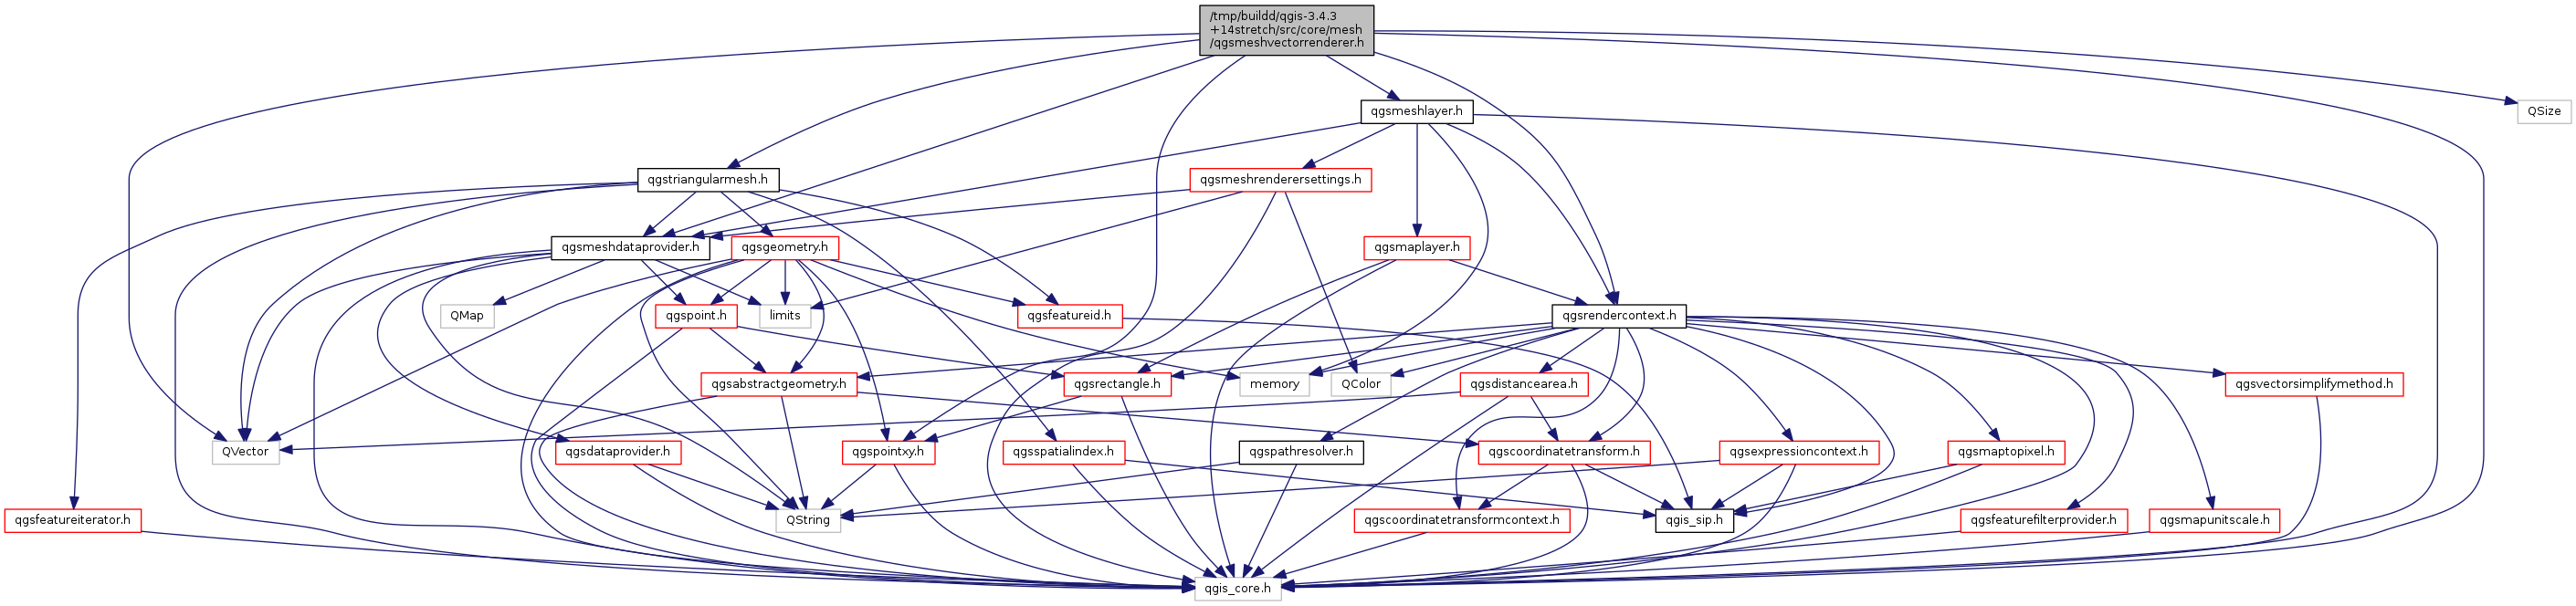 /tmp/buildd/qgis-3.4.3
+14stretch/src/core/mesh
/qgsmeshvectorrenderer.h
qgsmeshlayer.h
QSize
qgstriangularmesh.h
qgsmeshrenderersettings.h
qgsmeshdataprovider.h
qgsgeometry.h
qgsmaplayer.h
QMap
qgspoint.h
limits
qgsfeatureid.h
qgsrendercontext.h
qgsabstractgeometry.h
qgsrectangle.h
memory
QColor
qgsdistancearea.h
qgsvectorsimplifymethod.h
QVector
qgsdataprovider.h
qgspointxy.h
qgsspatialindex.h
qgspathresolver.h
qgscoordinatetransform.h
qgsexpressioncontext.h
qgsmaptopixel.h
qgsfeatureiterator.h
QString
qgscoordinatetransformcontext.h
qgis_sip.h
qgsfeaturefilterprovider.h
qgsmapunitscale.h
qgis_core.h